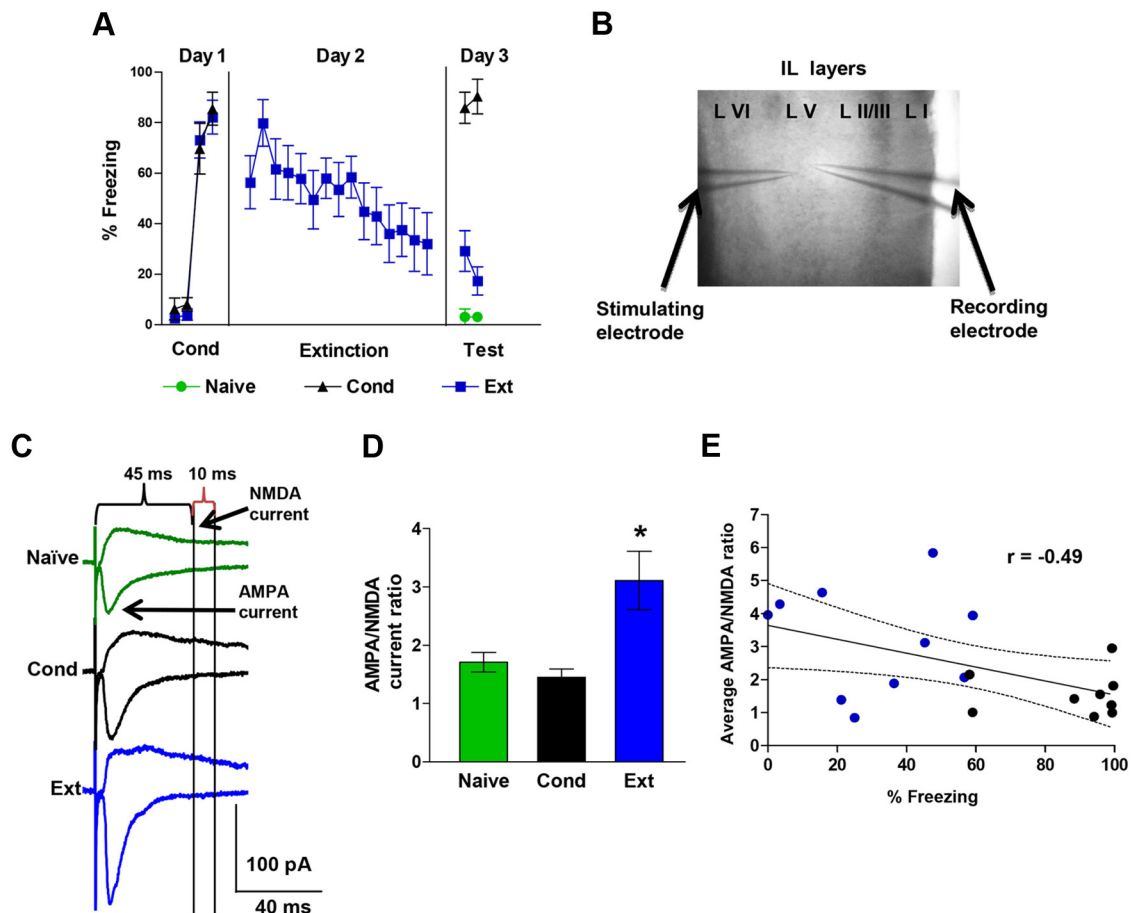 A
Day 1
Day 2
Day 3
100
80
60
40
20
0
% Freezing
Cond
Extinction
Test
Naive
Cond
Ext
B
IL layers
L VI
L V
L II/III
L I
Stimulating
electrode
Recording
electrode
C
45 ms
10 ms
NMDA
current
Naïve
AMPA
current
Cond
Ext
100 pA
40 ms
D
4
3
2
1
0
AMPA/NMDA
current ratio
*
Naive
Cond
Ext
E
7
6
5
4
3
2
1
0
Average AMPA/NMDA ratio
r = -0.49
0
20
40
60
80
100
% Freezing